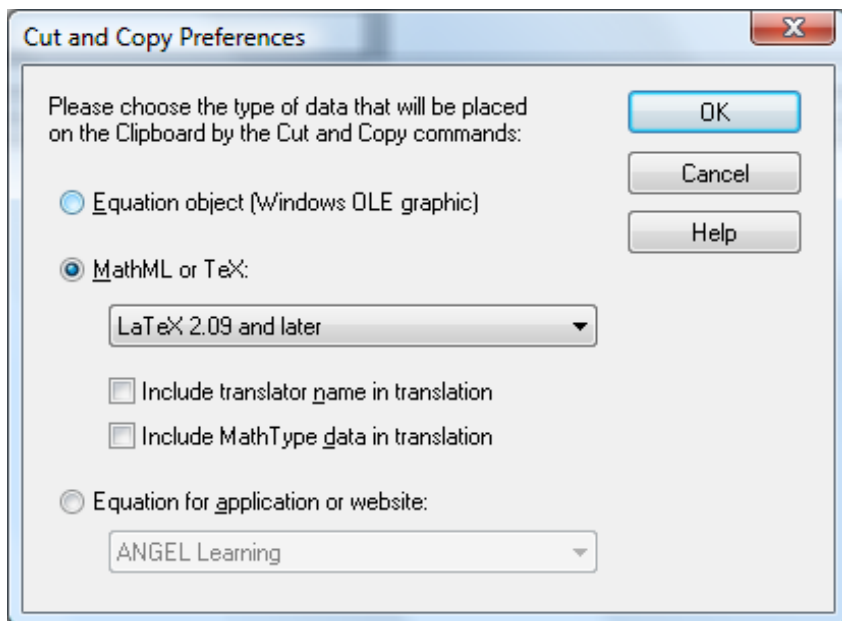 Cut and Copy Preferences
Please choose the type of data that will be placed
on the Clipboard by the Cut and Copy commands:
OK
Cancel
Help
Equation object (Windows OLE graphic)
MathML or TeX:
LaTeX 2.09 and later
Include translator name in translation
Include MathType data in translation
Equation for application or website:
ANGEL Learning